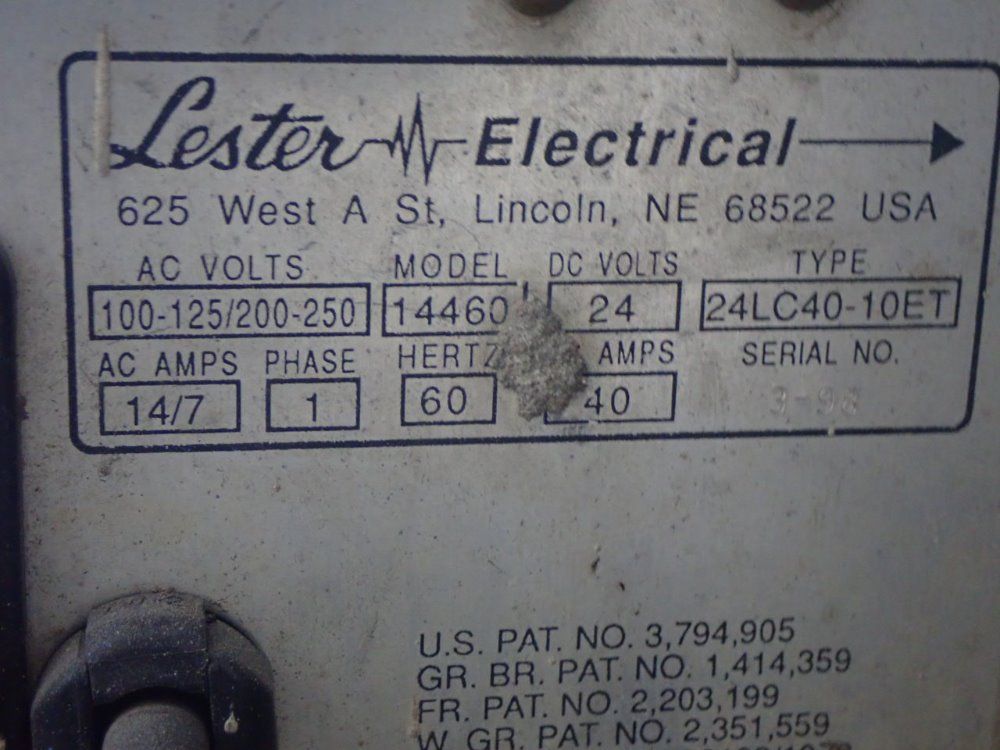 Lester Electrical
625 West A St, Lincoln, NE 68522 USA
AC VOLTS MODEL DC VOLTS TYPE
100-125/200-250 14460 24 24LC40-10ET
AC AMPS PHASE HERTZ AMPS SERIAL NO.
14/7 1 60 40 3-98
U.S. PAT. NO. 3,794,905
GR. BR. PAT. NO. 1,414,359
FR. PAT. NO. 2,203,199
W. GR. PAT. NO. 2,351,559